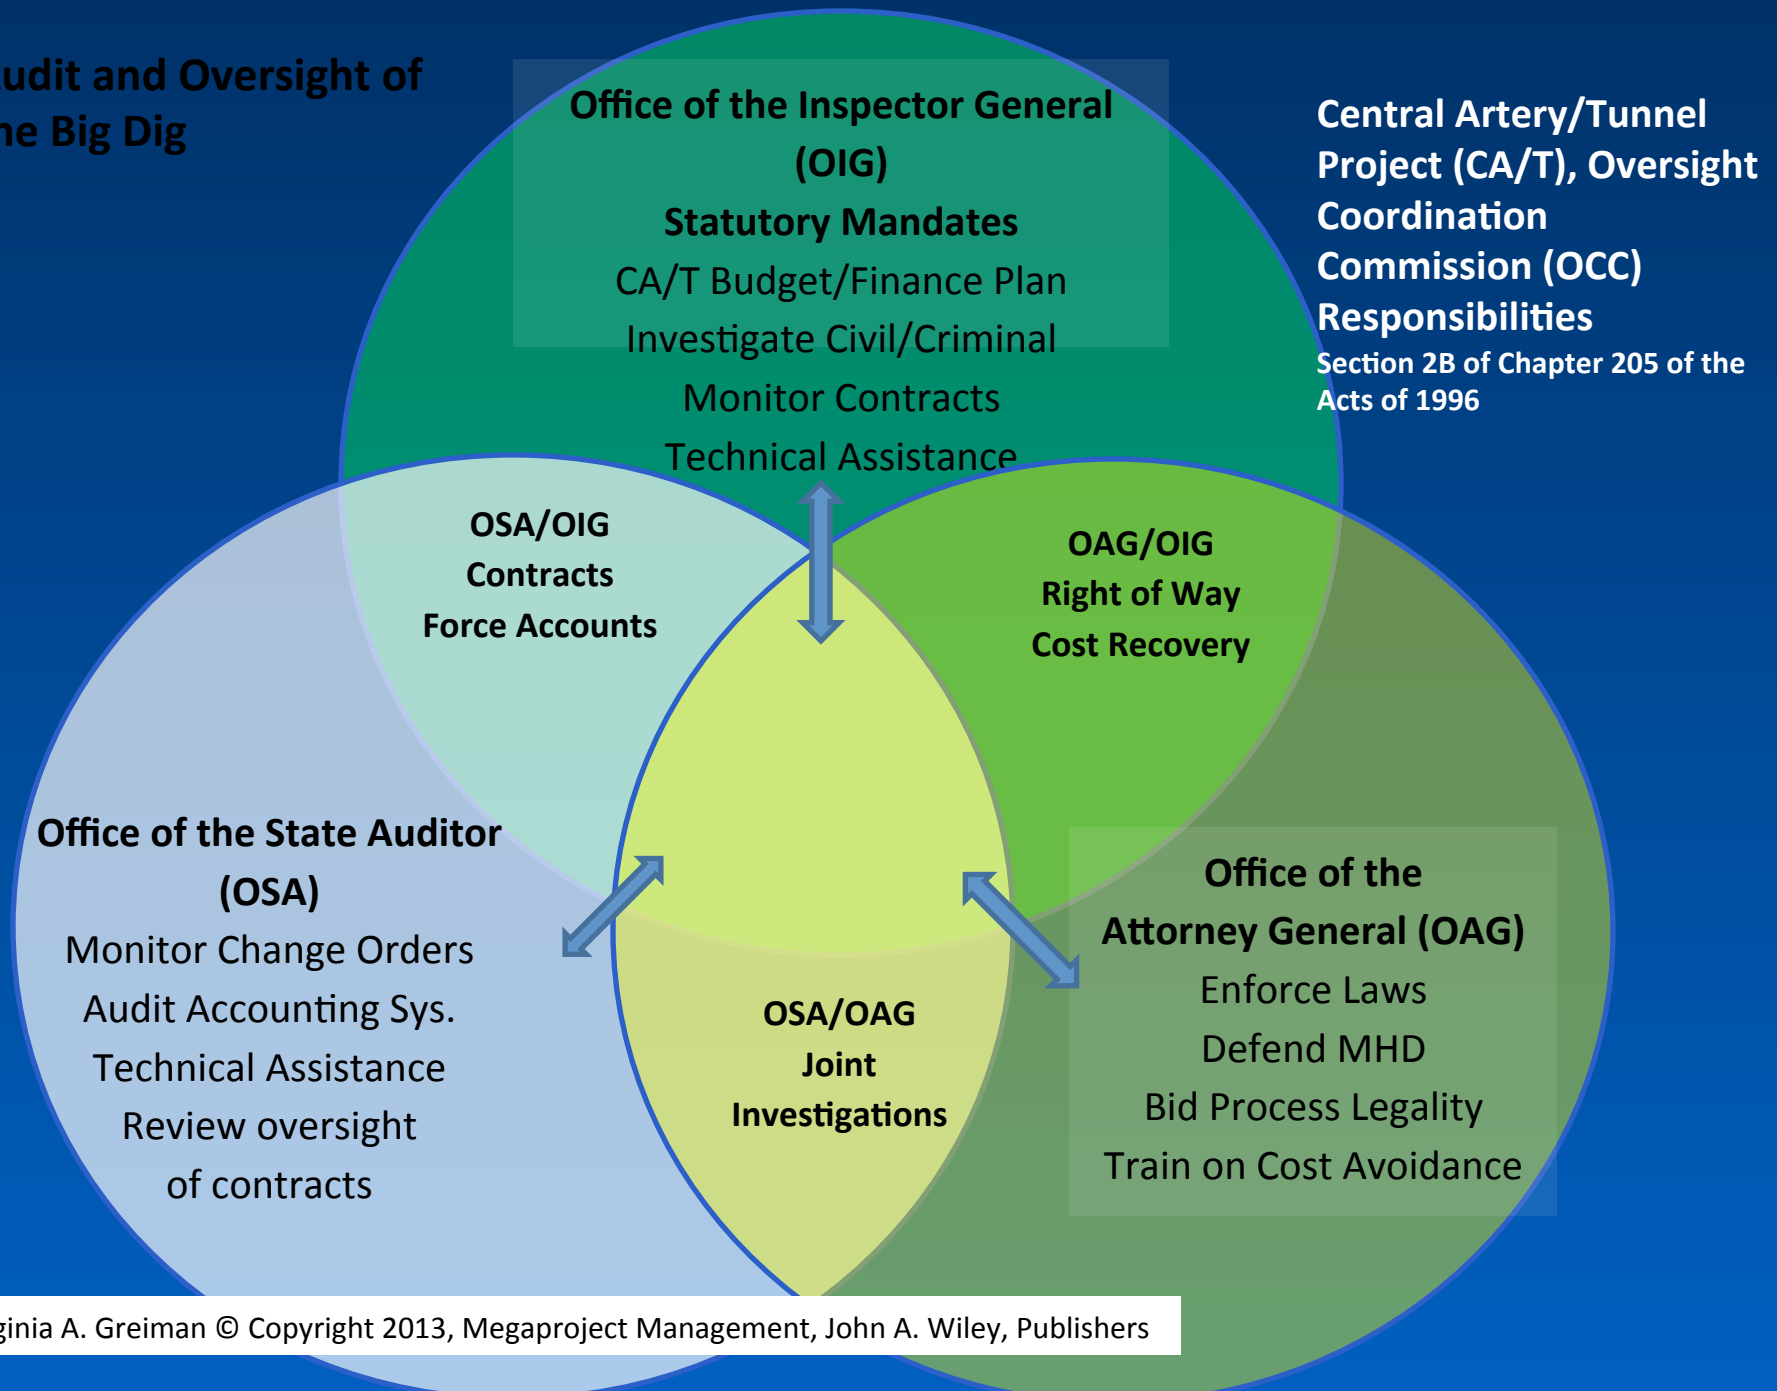 udit and Oversight of
he Big Dig
Office of the Inspector General
(OIG)
Statutory Mandates
CA/T Budget/Finance Plan
Investigate Civil/Criminal
Monitor Contracts
Technical Assistance
Central Artery/Tunnel
Project (CA/T), Oversight
Coordination
Commission (OCC)
Responsibilities
Section 2B of Chapter 205 of the
Acts of 1996
OSA/OIG
Contracts
Force Accounts
OAG/OIG
Right of Way
Cost Recovery
Office of the State Auditor
(OSA)
Monitor Change Orders
Audit Accounting Sys.
Technical Assistance
Review oversight
of contracts
OSA/OAG
Joint
Investigations
Office of the
Attorney General (OAG)
Enforce Laws
Defend MHD
Bid Process Legality
Train on Cost Avoidance
ginia A. Greiman © Copyright 2013, Megaproject Management, John A. Wiley, Publishers